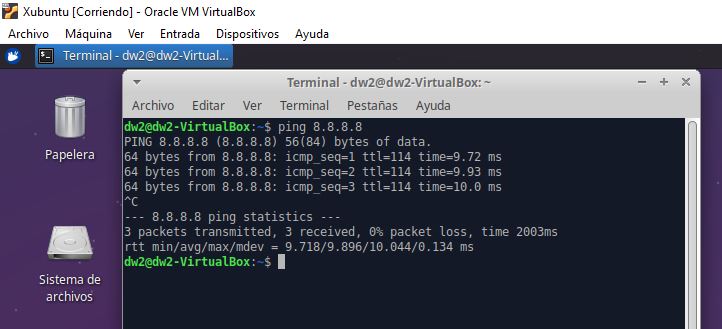 Xubuntu [Corriendo] - Oracle VM VirtualBox
Archivo Máquina Ver Entrada Dispositivos Ayuda
Terminal - dw2@dw2-Virtual...
Terminal - dw2@dw2-VirtualBox: ~
Archivo Editar Ver Terminal Pestañas Ayuda
dw2@dw2-VirtualBox:~$ ping 8.8.8.8
PING 8.8.8.8 (8.8.8.8) 56(84) bytes of data.
64 bytes from 8.8.8.8: icmp_seq=1 ttl=114 time=9.72 ms
64 bytes from 8.8.8.8: icmp_seq=2 ttl=114 time=9.93 ms
64 bytes from 8.8.8.8: icmp_seq=3 ttl=114 time=10.0 ms
^C
--- 8.8.8.8 ping statistics ---
3 packets transmitted, 3 received, 0% packet loss, time 2003ms
rtt min/avg/max/mdev = 9.718/9.896/10.044/0.134 ms
dw2@dw2-VirtualBox:~$
Papelera
Sistema de
archivos